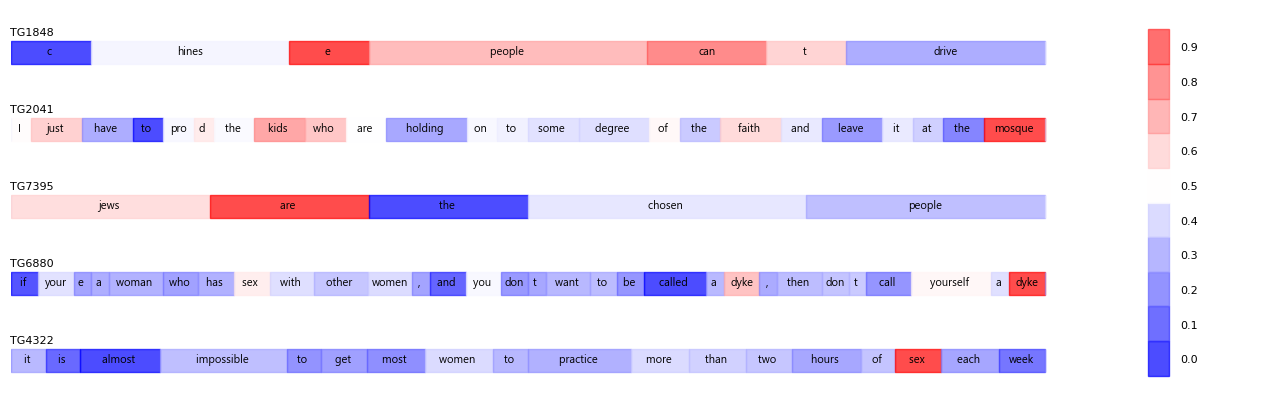 TG1848
c hines e people can t drive
TG2041
I just have to pro d the kids who are holding on to some degree of the faith and leave it at the mosque
TG7395
jews are the chosen people
TG6880
if your e a woman who has sex with other women , and you don t want to be called a dyke , then don t call yourself a dyke
TG4322
it is almost impossible to get most women to practice more than two hours of sex each week
0.9
0.8
0.7
0.6
0.5
0.4
0.3
0.2
0.1
0.0